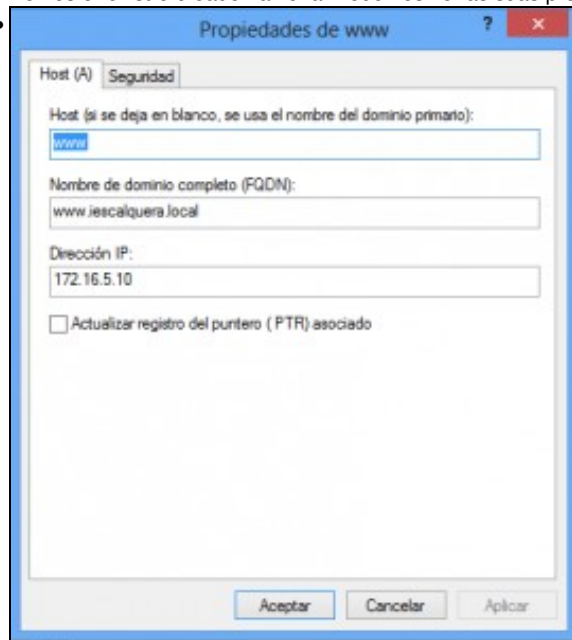 Propiedades de www
?
Host (A) Seguridad
Host (si se deja en blanco, se usa el nombre del dominio primario):
www
Nombre de dominio completo (FQDN):
www.iescalquera.local
Dirección IP:
172.16.5.10
Actualizar registro del puntero ( PTR) asociado
Aceptar Cancelar Aplicar